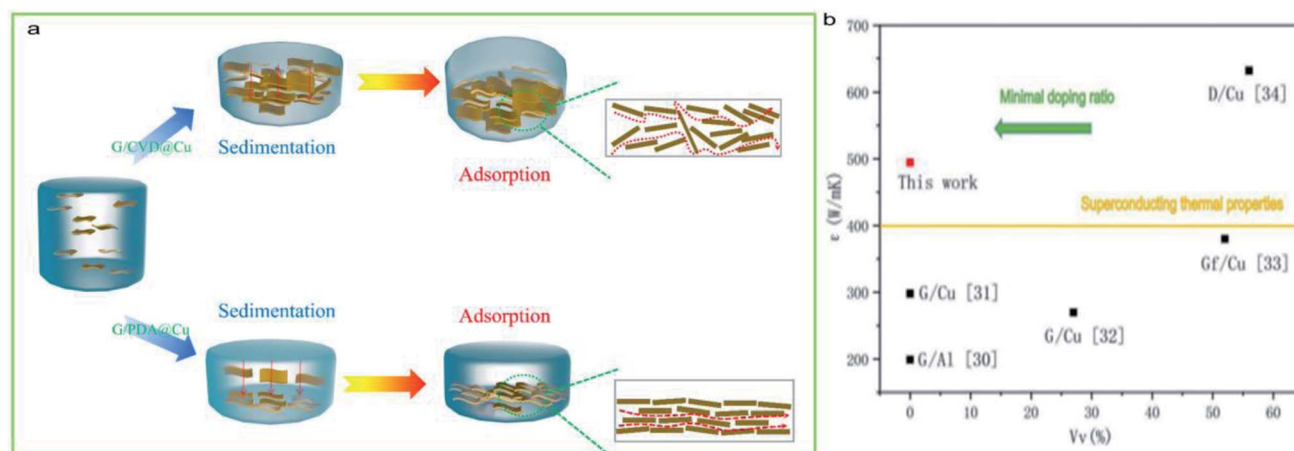 a
G/CVD@Cu
Sedimentation
Adsorption
G/PDA@Cu
Sedimentation
Adsorption
b
700
600
500
400
300
200
ε (W/mK)
D/Cu [34]
Minimal doping ratio
This work
Superconducting thermal properties
Gf/Cu [33]
G/Cu [31]
G/Cu [32]
G/Al [30]
0 10 20 30 40 50 60
Vv(%)